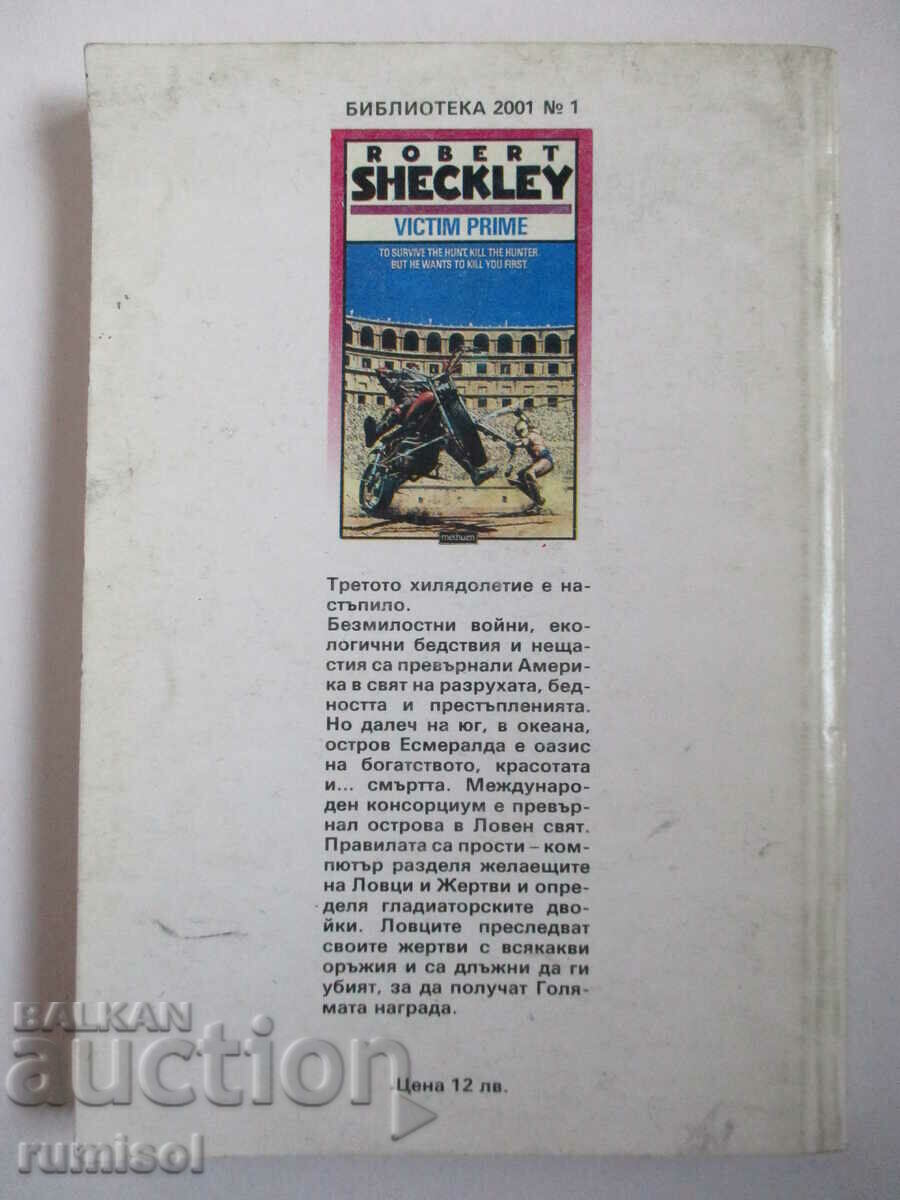 БИБЛИОТЕКА 2001 № 1
ROBERT
SHECKLEY
VICTIM PRIME
TO SURVIVE THE HUNT, KILL THE HUNTER.
BUT HE WANTS TO KILL YOU FIRST.
methuen
Третото хилядолетие е на-
стъпило.
Безмилостни войни, еко-
логични бедствия и неща-
стия са превърнали Амери-
ка в свят на разрухата, бед-
ността и престъпленията.
Но далеч на юг, в океана,
остров Есмералда е оазис
на богатството, красотата
и... смъртта. Междунаро-
ден консорциум е превър-
нал острова в Ловен свят.
Правилата са прости – ком-
пютър разделя желаещите
на Ловци и Жертви и опре-
деля гладиаторските дво-
йки. Ловците преследват
своите жертви с всякакви
оръжия и са длъжни да ги
убият, за да получат Голя-
мата награда.
Цена 12 лв.
BALKAN
auction
rumisol